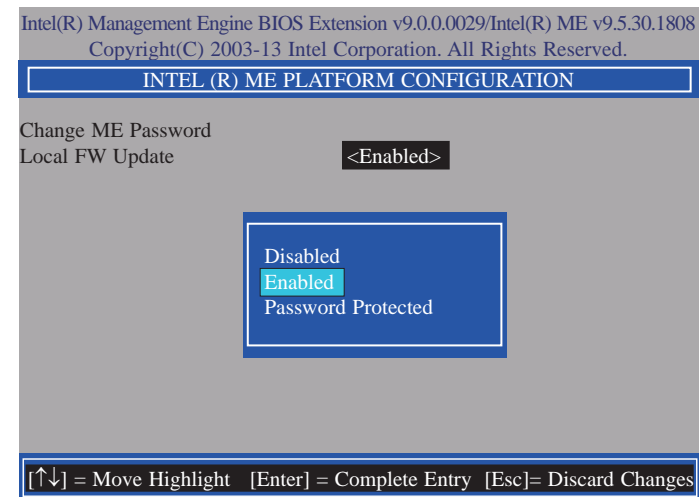 Intel(R) Management Engine BIOS Extension v9.0.0.0029/Intel(R) ME v9.5.30.1808
Copyright(C) 2003-13 Intel Corporation. All Rights Reserved.
INTEL (R) ME PLATFORM CONFIGURATION
Change ME Password
Local FW Update <Enabled>
Disabled
Enabled
Password Protected
[↑↓] = Move Highlight [Enter] = Complete Entry [Esc]= Discard Changes